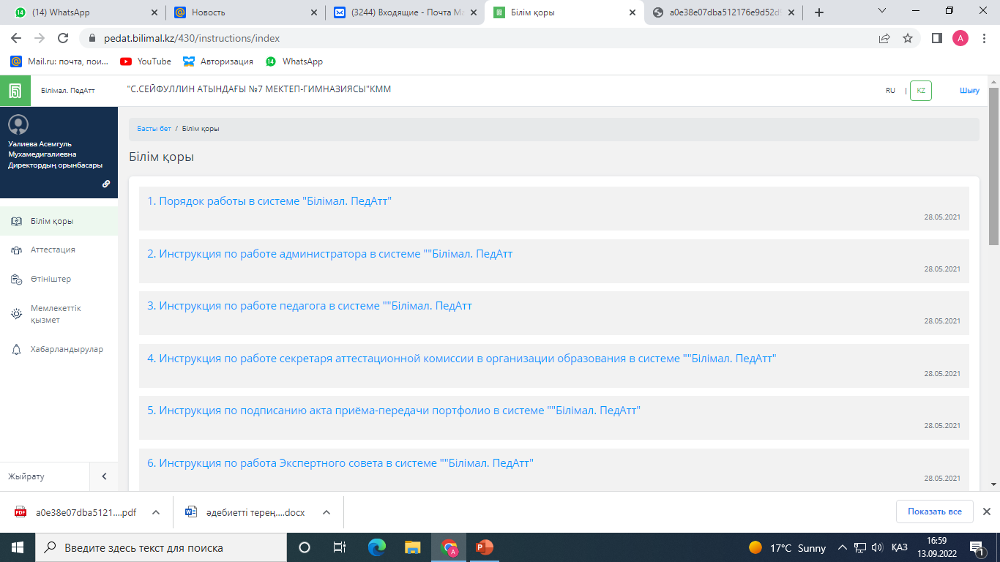 (14) WhatsApp
Новость
(3244) Входящие - Почта Ma
Білім қоры
a0e38e07dba512176e9d52d5
pedat.bilimal.kz/430/instructions/index
A
Mail.ru: почта, пои...
YouTube
Авторизация
14
WhatsApp
Білімал. ПедАтт
"С.СЕЙФУЛЛИН АТЫНДАҒЫ №7 МЕКТЕП-ГИМНАЗИЯСЫ"КММ
RU | KZ
Шығу
Уалиева Асемгуль
Мухамедигалиевна
Директордың орынбасары
Білім қоры
Аттестация
Өтініштер
Мемлекеттік
қызмет
Хабарландырулар
Жыйрату
Басты бет / Білім қоры
Білім қоры
1. Порядок работы в системе "Білімал. ПедАтт"
28.05.2021
2. Инструкция по работе администратора в системе ""Білімал. ПедАтт
28.05.2021
3. Инструкция по работе педагога в системе ""Білімал. ПедАтт
28.05.2021
4. Инструкция по работе секретаря аттестационной комиссии в организации образования в системе ""Білімал. ПедАтт"
28.05.2021
5. Инструкция по подписанию акта приёма-передачи портфолио в системе ""Білімал. ПедАтт"
28.05.2021
6. Инструкция по работа Экспертного совета в системе ""Білімал. ПедАтт"
28.05.2021
PDF
a0e38e07dba5121....pdf
әдебиетті терең....docx
Показать все
Введите здесь текст для поиска
17°C Sunny
ҚАЗ
16:59
13.09.2022
1